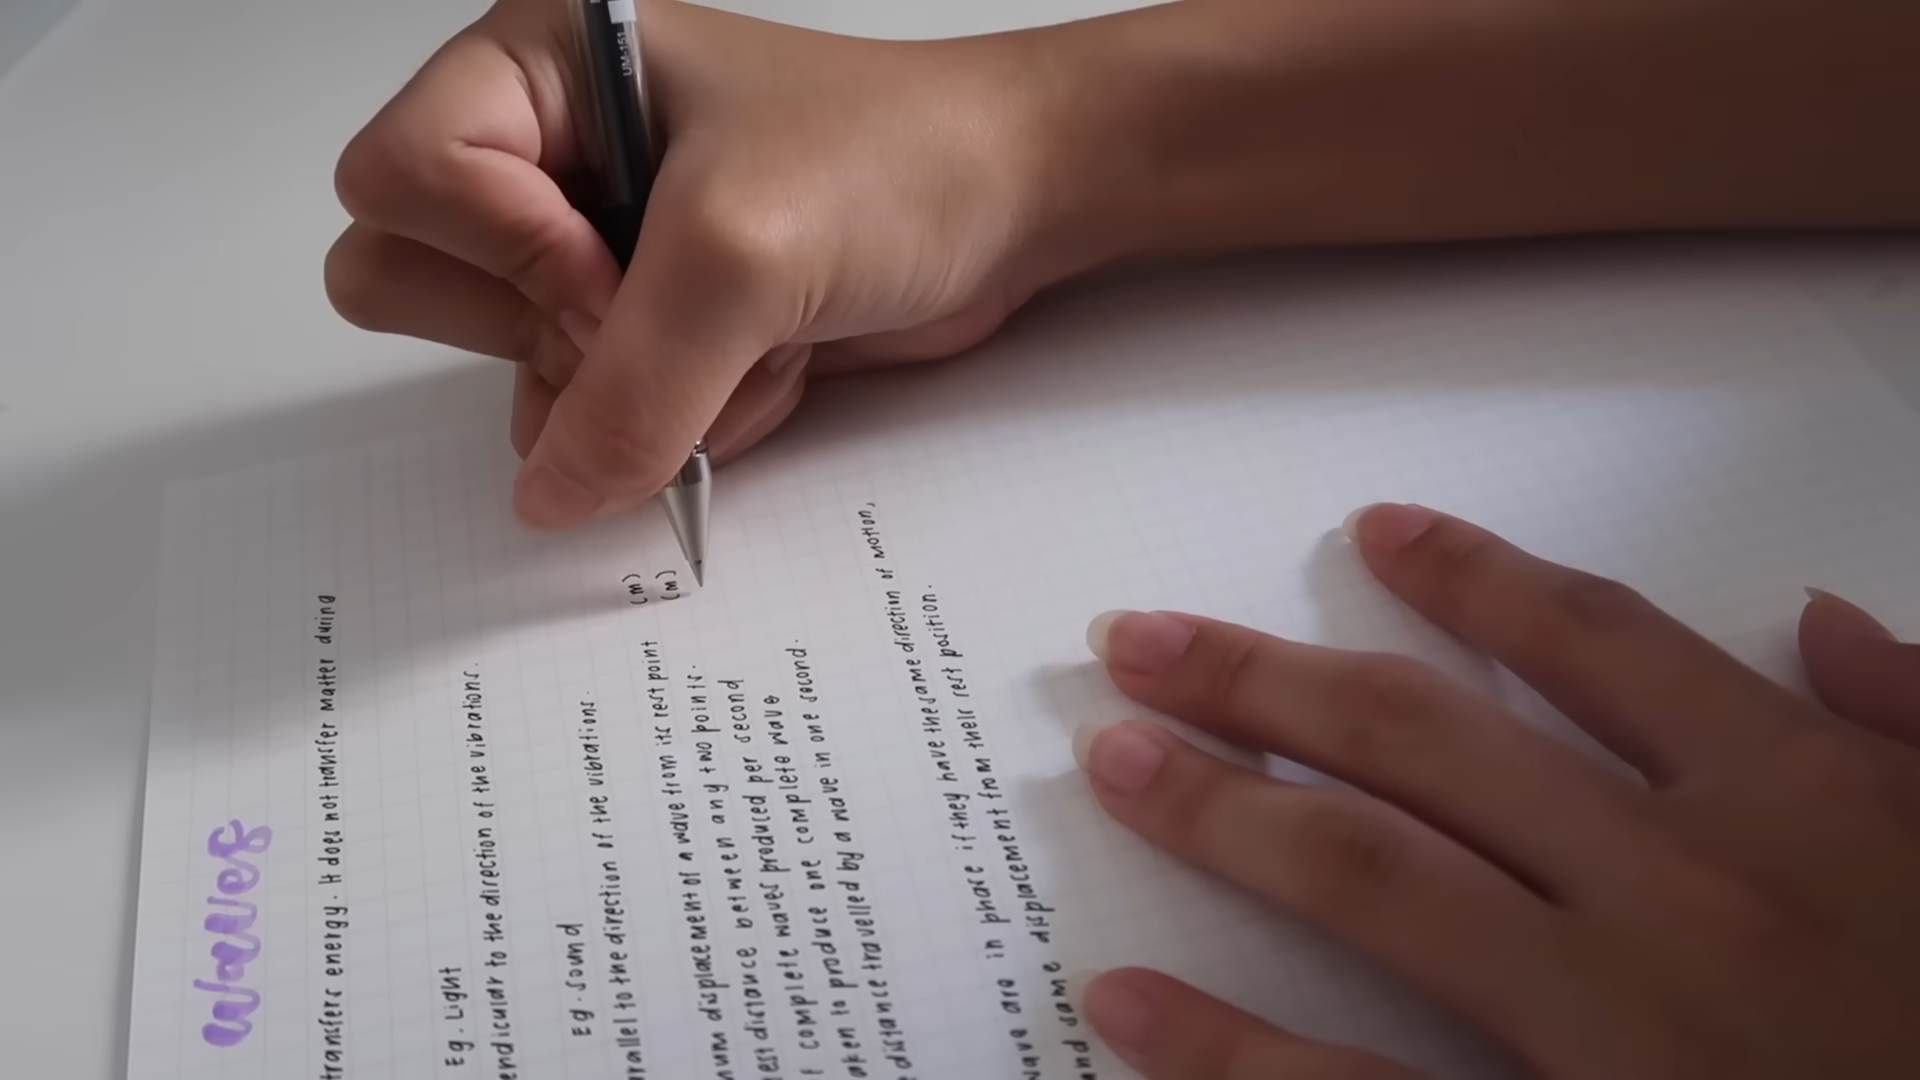 UM-151
waves
transfers energy. It does not transfer matter during
Eg. Light
endicular to the direction of the vibrations.
Eg. Sound
rallel to the direction of the vibrations.
mum displacement of a wave from its rest point (m)
est distance between any two points. (m)
f complete waves produced per second
aken to produce one complete wave
distance travelled by a wave in one second.
wave are in phase if they have the same direction of motion,
and same displacement from their rest position.